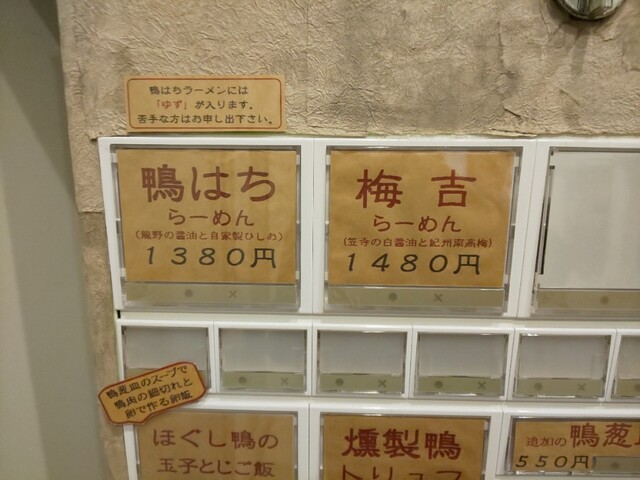 鴨はちラーメンには
「ゆず」が入ります。
苦手な方はお申し出下さい。
鴨はち
らーめん
(龍野の醤油と自家製ひしお)
1380円
梅吉
らーめん
(笠寺の白醤油と紀州南高梅)
1480円
鴨葱皿のスープで
鴨肉の細切れと
卵で作る卵飯
ほぐし鴨の
玉子とじご飯
燻製鴨
トリュフ
追加の鴨葱
550円